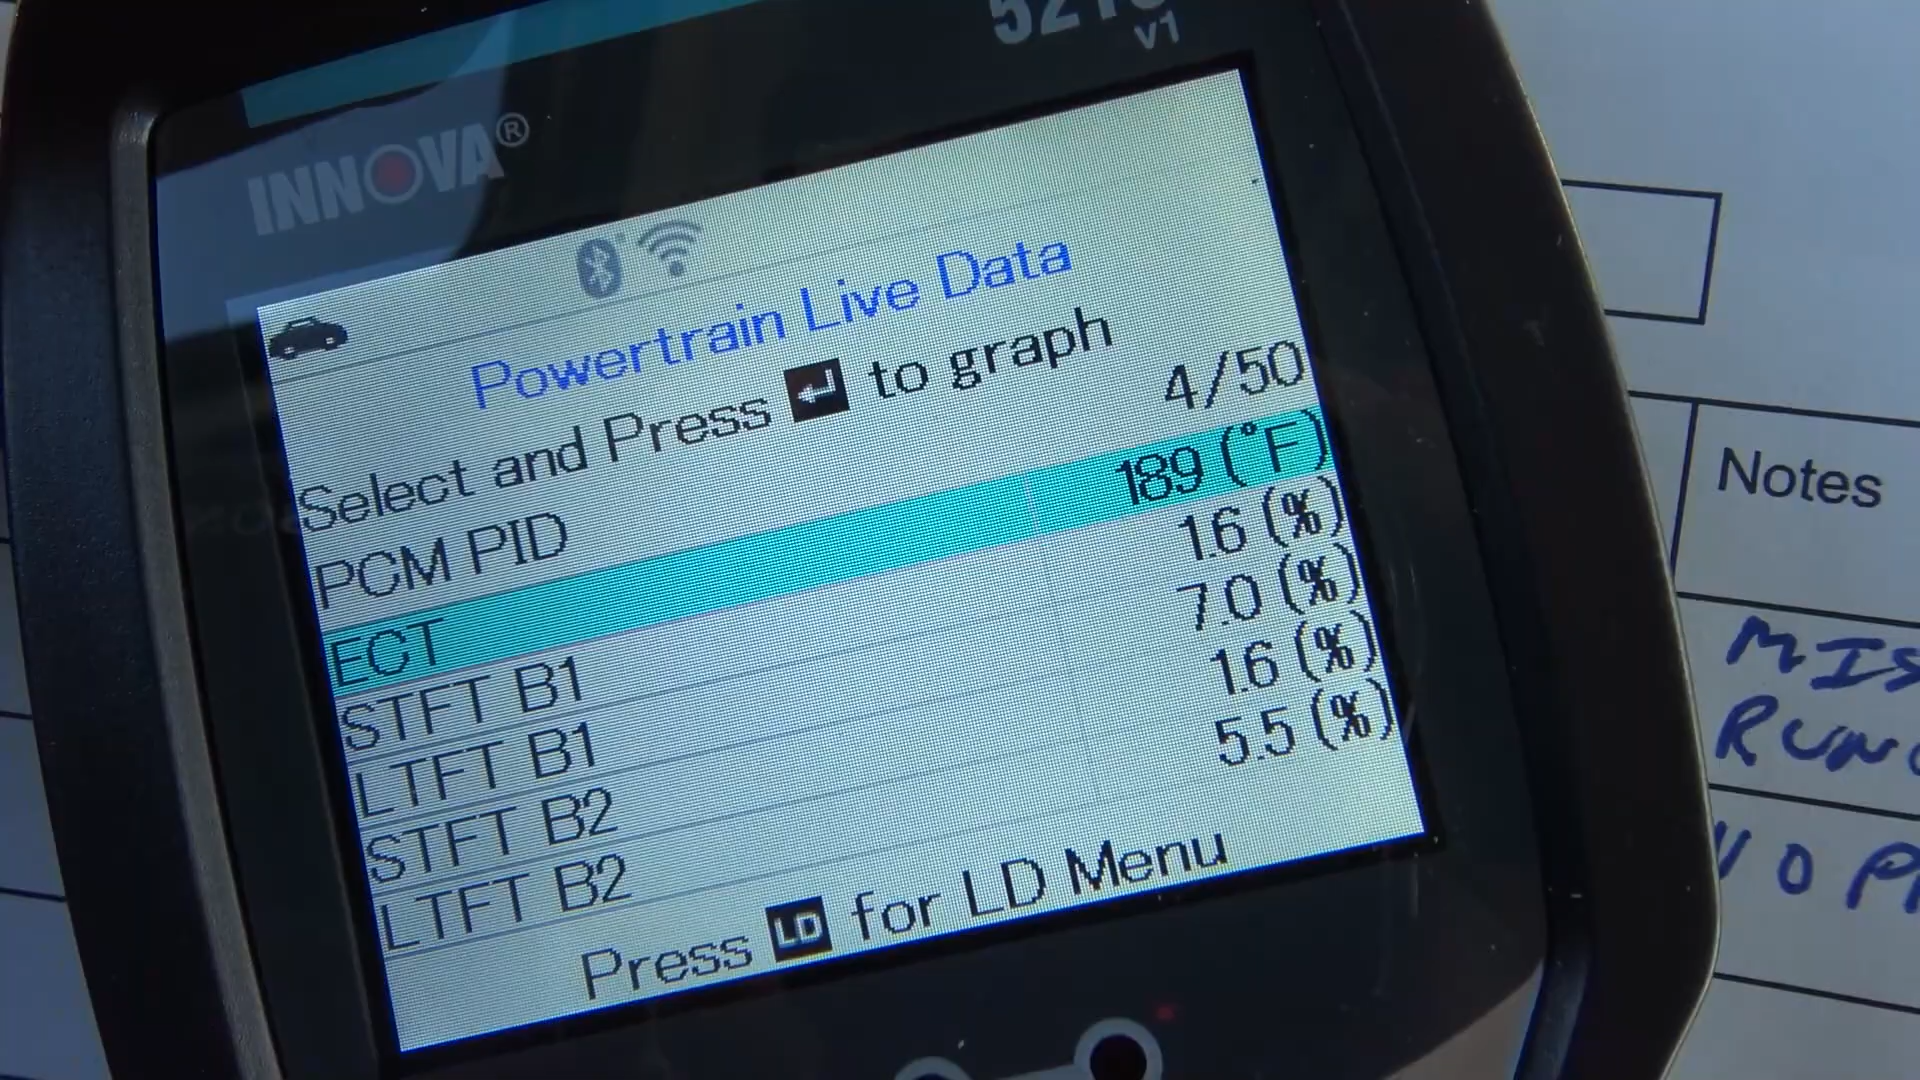 v1
INNOVA®
Powertrain Live Data
Select and Press to graph
PCM PID 4/50
ECT 189 (°F)
STFT B1 1.6 (%)
LTFT B1 7.0 (%)
STFT B2 1.6 (%)
LTFT B2 5.5 (%)
Press LD for LD Menu
Notes